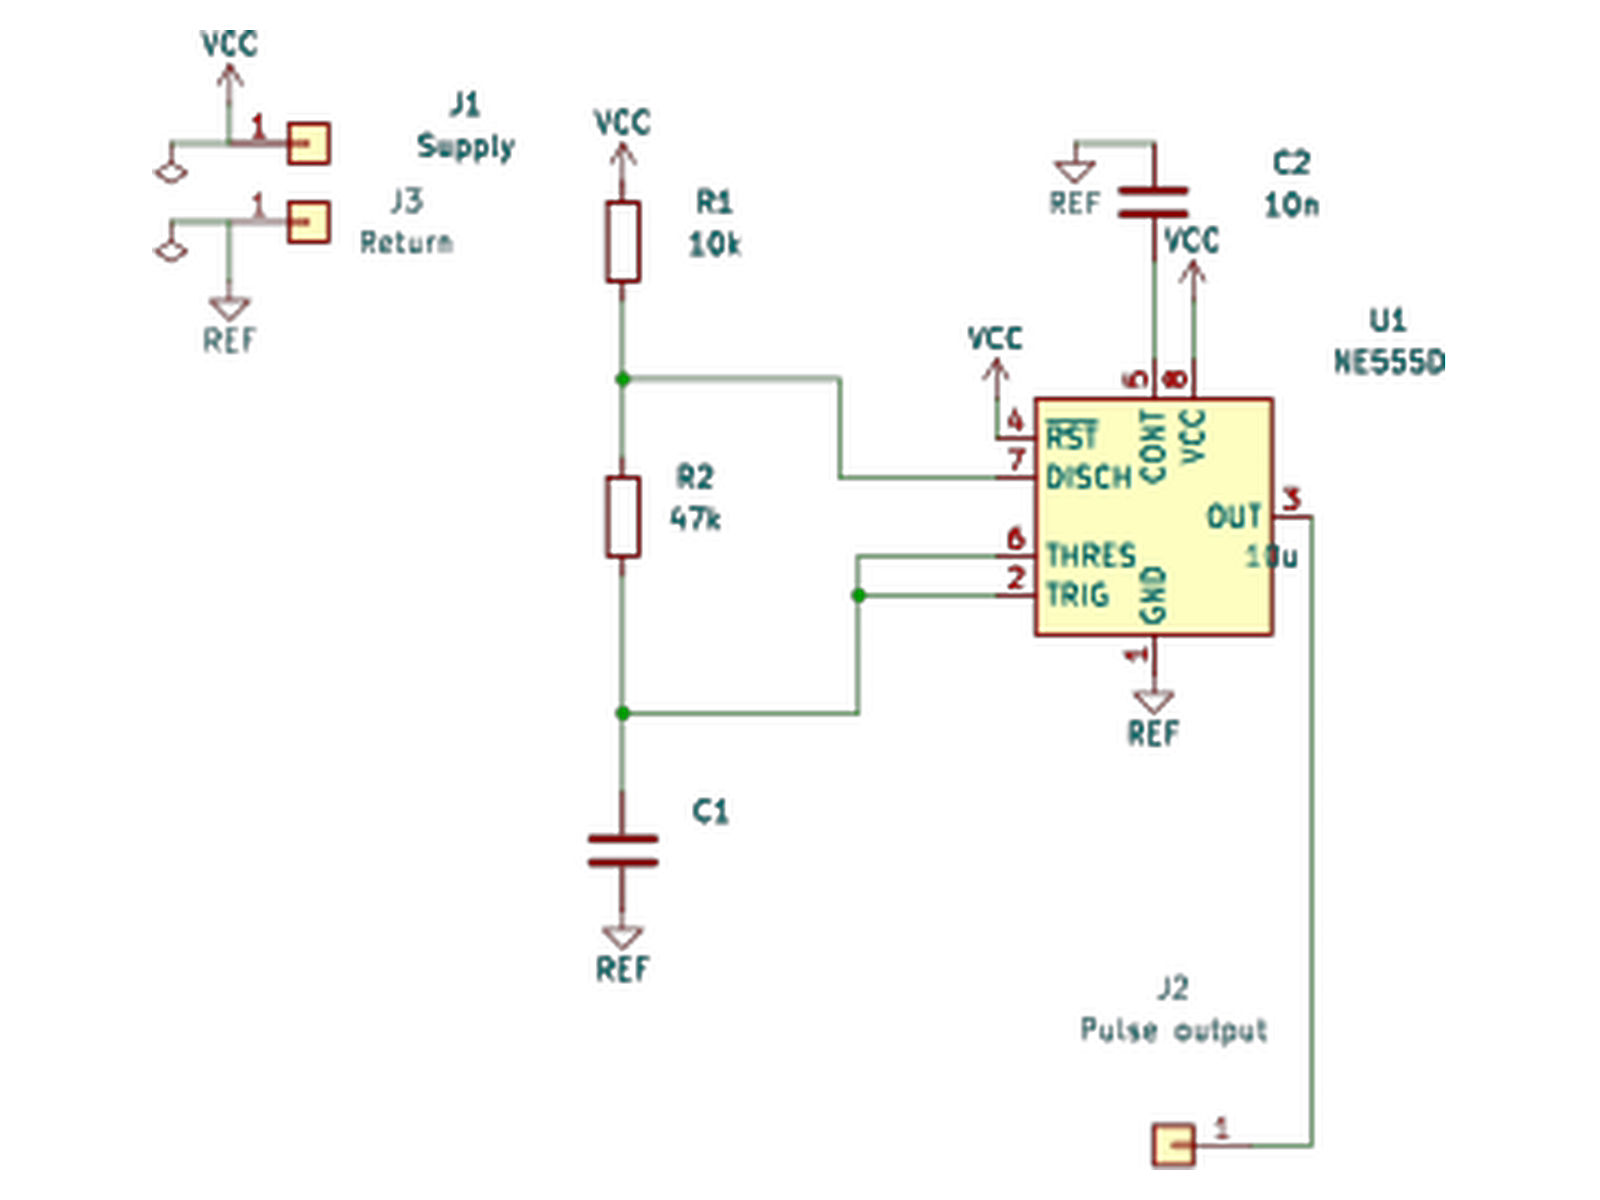 VCC
1
J1
Supply
1
J3
Return
REF
VCC
R1
10k
R2
47k
C1
REF
REF
C2
10n
VCC
VCC
U1
NE555D
5
8
4
RST
7
DISCH
CONT
VCC
OUT
3
10u
6
THRES
2
TRIG
GND
1
REF
J2
Pulse output
1